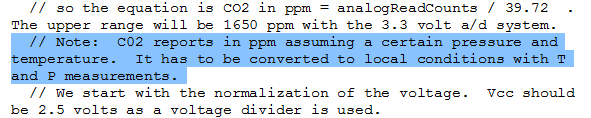 // so the equation is CO2 in ppm = analogReadCounts / 39.72 .
The upper range will be 1650 ppm with the 3.3 volt a/d system.
// Note: CO2 reports in ppm assuming a certain pressure and
temperature. It has to be converted to local conditions with T
and P measurements.
// We start with the normalization of the voltage. Vcc should
be 2.5 volts as a voltage divider is used.